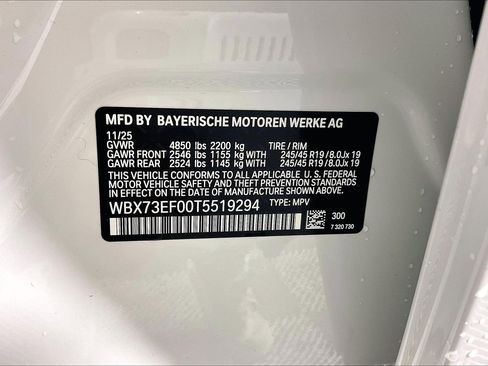 MFD BY BAYERISCHE MOTOREN WERKE AG
11/25
GVWR 4850 lbs 2200 kg TIRE / RIM
GAWR FRONT 2546 lbs 1155 kg WITH 245/45 R19 / 8.0Jx 19
GAWR REAR 2524 lbs 1145 kg WITH 245/45 R19 / 8.0Jx 19
THIS VEHICLE CONFORMS TO ALL APPLICABLE U.S. FEDERAL
MOTOR VEHICLE SAFETY, BUMPER, AND THEFT PREVENTION
STANDARDS IN EFFECT ON THE DATE OF MANUFACTURE SHOWN ABOVE.
WBX73EF00T5519294 TYPE: MPV
300
7 320 730